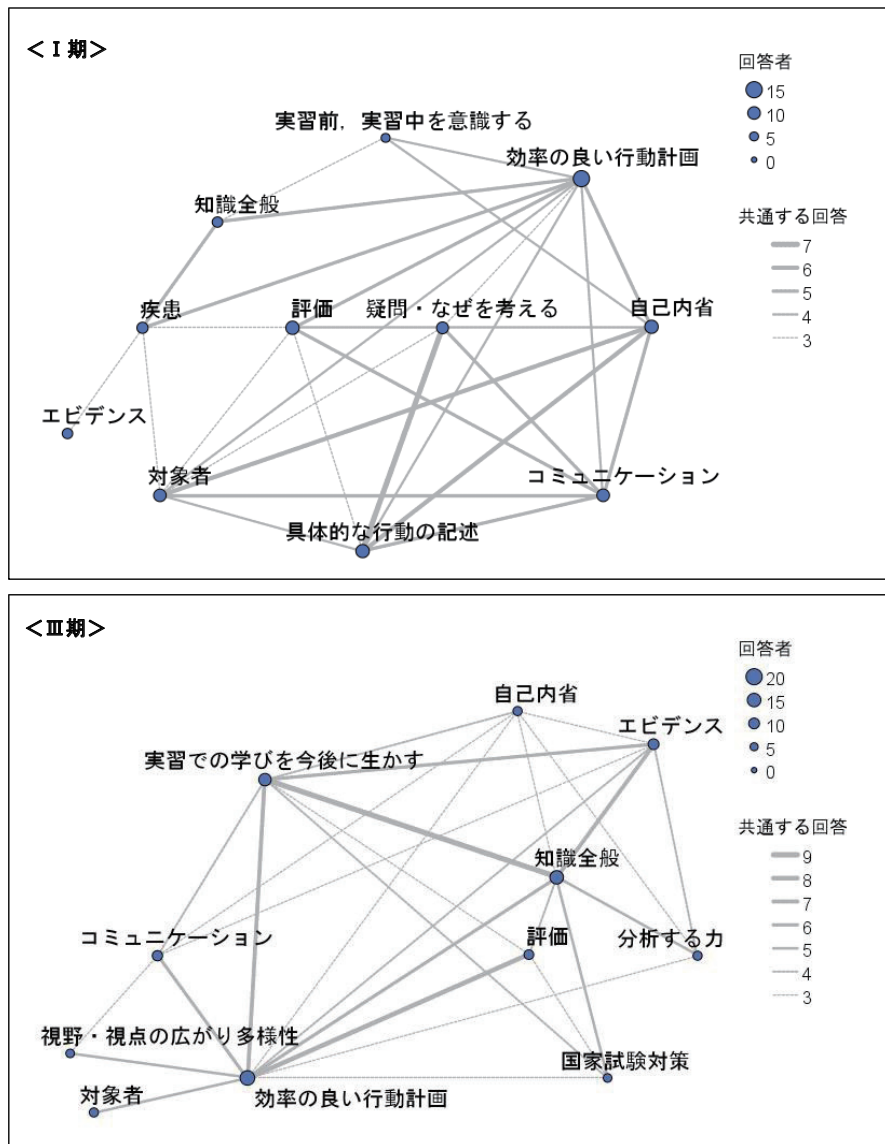 ＜Ⅰ期＞
回答者
15
10
5
0
共通する回答
7
6
5
4
3
実習前，実習中を意識する
効率の良い行動計画
知識全般
疾患
評価
疑問・なぜを考える
自己内省
エビデンス
対象者
コミュニケーション
具体的な行動の記述
＜Ⅲ期＞
回答者
20
15
10
5
0
共通する回答
9
8
7
6
5
4
3
自己内省
エビデンス
実習での学びを今後に生かす
知識全般
コミュニケーション
評価
分析する力
視野・視点の広がり多様性
国家試験対策
対象者
効率の良い行動計画